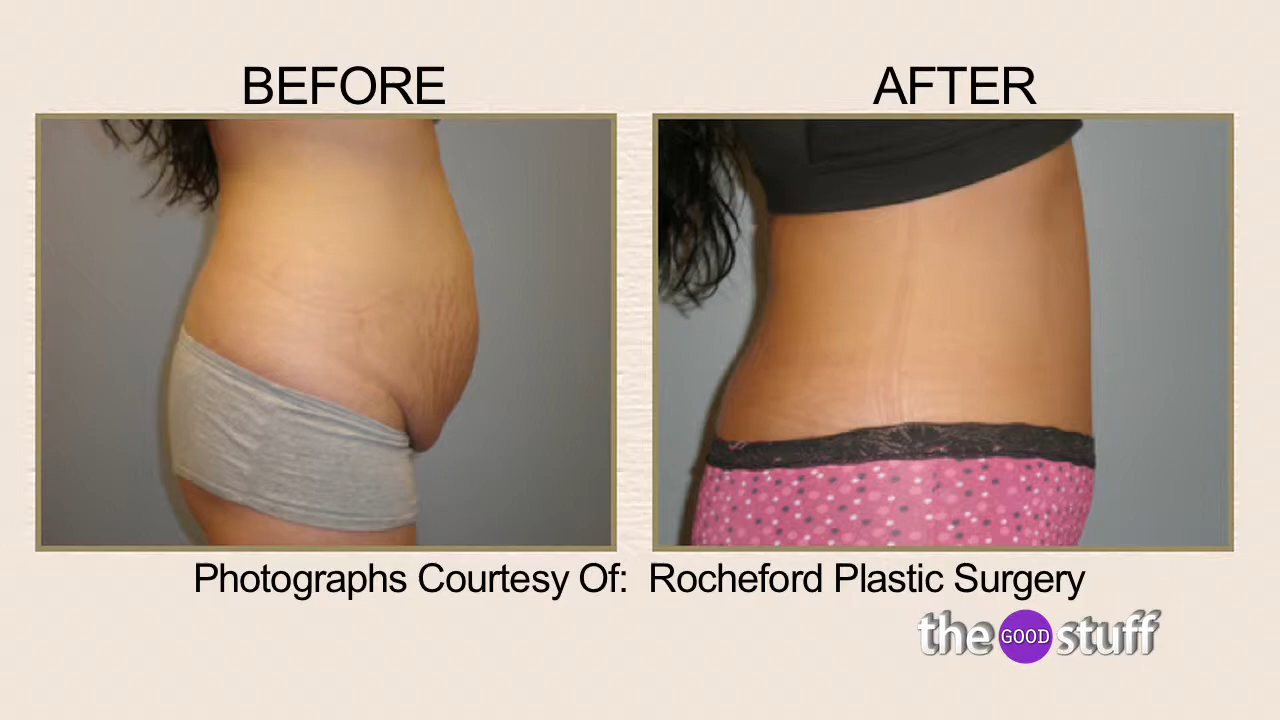 BEFORE
AFTER
Photographs Courtesy Of: Rocheford Plastic Surgery
the GOOD stuff